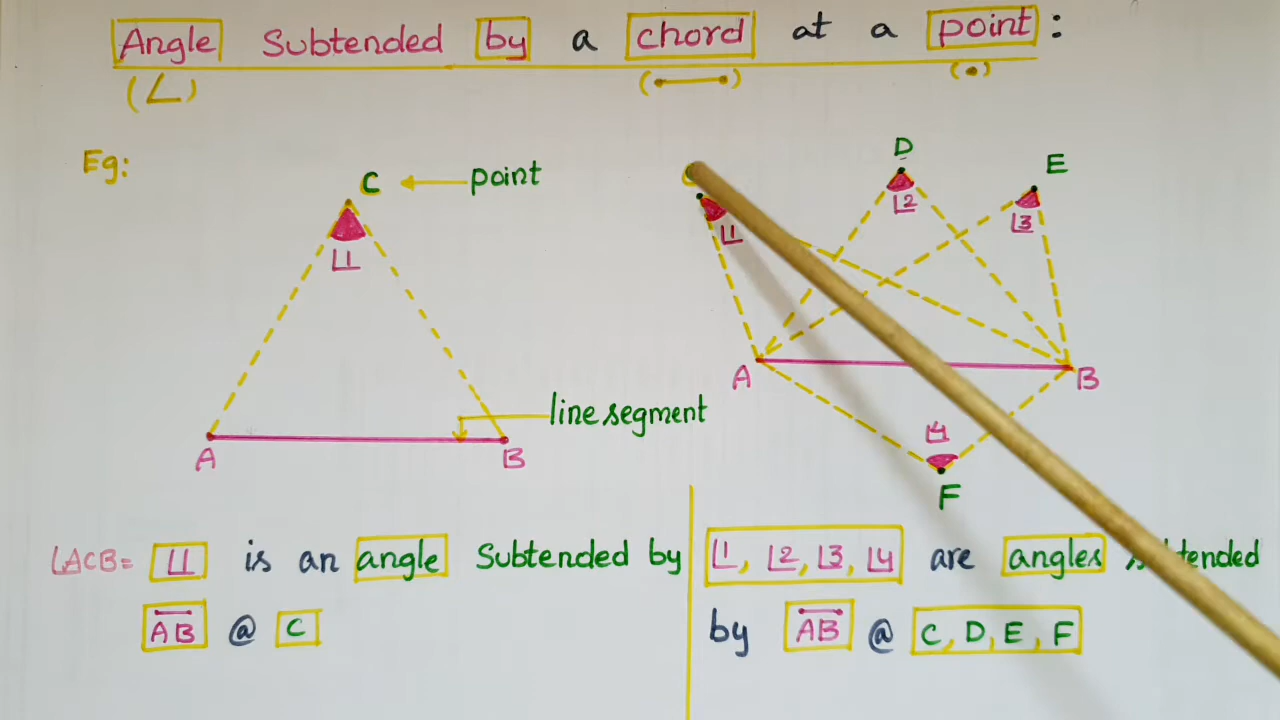 Angle Subtended by a chord at a point:
Eg:
C ← point
∠1
line segment
A B
D
E
∠1 ∠2 ∠3
A B
∠4
F
∠ACB= ∠1 is an angle Subtended by
AB @ C
∠1, ∠2, ∠3, ∠4 are angles
by AB @ C, D, E, F